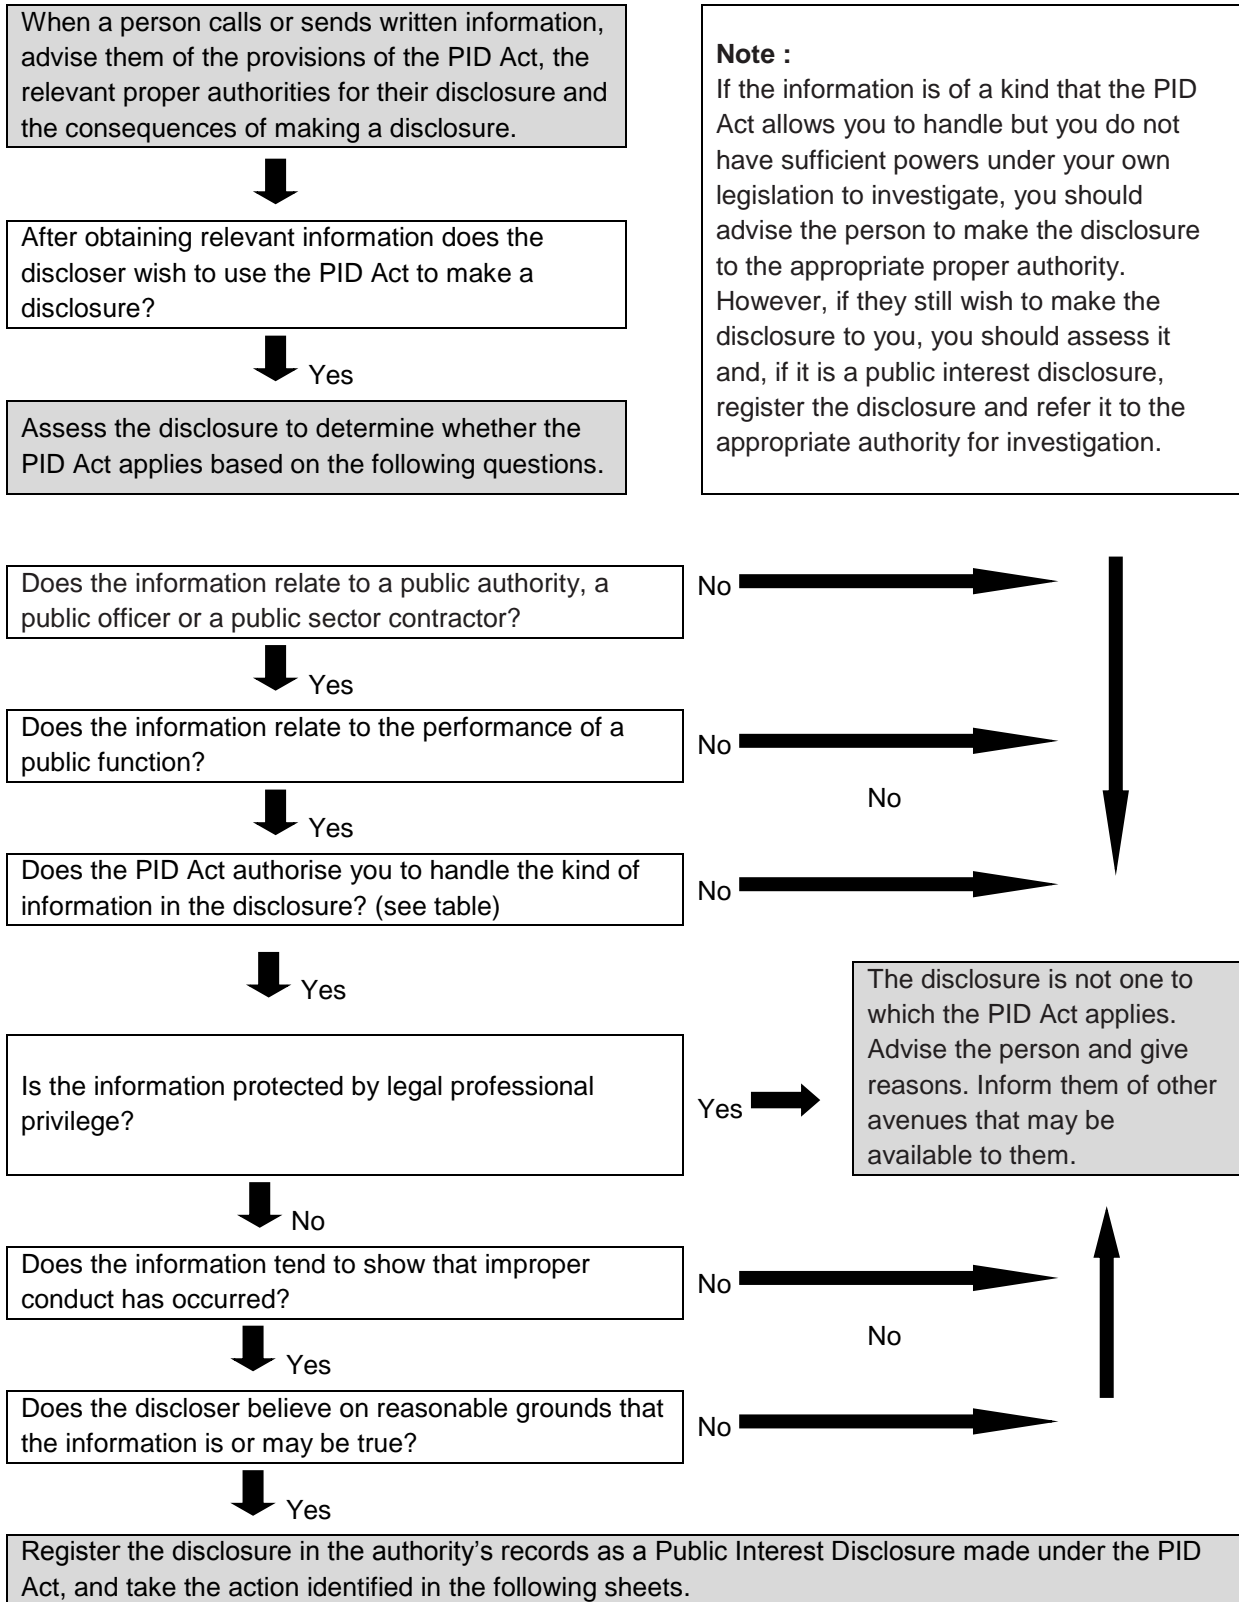 When a person calls or sends written information,
advise them of the provisions of the PID Act, the
relevant proper authorities for their disclosure and
the consequences of making a disclosure.
After obtaining relevant information does the
discloser wish to use the PID Act to make a
disclosure?
Yes
Assess the disclosure to determine whether the
PID Act applies based on the following questions.
Note :
If the information is of a kind that the PID
Act allows you to handle but you do not
have sufficient powers under your own
legislation to investigate, you should
advise the person to make the disclosure
to the appropriate proper authority.
However, if they still wish to make the
disclosure to you, you should assess it
and, if it is a public interest disclosure,
register the disclosure and refer it to the
appropriate authority for investigation.
Does the information relate to a public authority, a
public officer or a public sector contractor?
No
Yes
Does the information relate to the performance of a
public function?
No
No
Yes
Does the PID Act authorise you to handle the kind of
information in the disclosure? (see table)
No
Yes
Is the information protected by legal professional
privilege?
Yes
The disclosure is not one to
which the PID Act applies.
Advise the person and give
reasons. Inform them of other
avenues that may be
available to them.
No
Does the information tend to show that improper
conduct has occurred?
No
No
Yes
Does the discloser believe on reasonable grounds that
the information is or may be true?
No
Yes
Register the disclosure in the authority's records as a Public Interest Disclosure made under the PID
Act, and take the action identified in the following sheets.